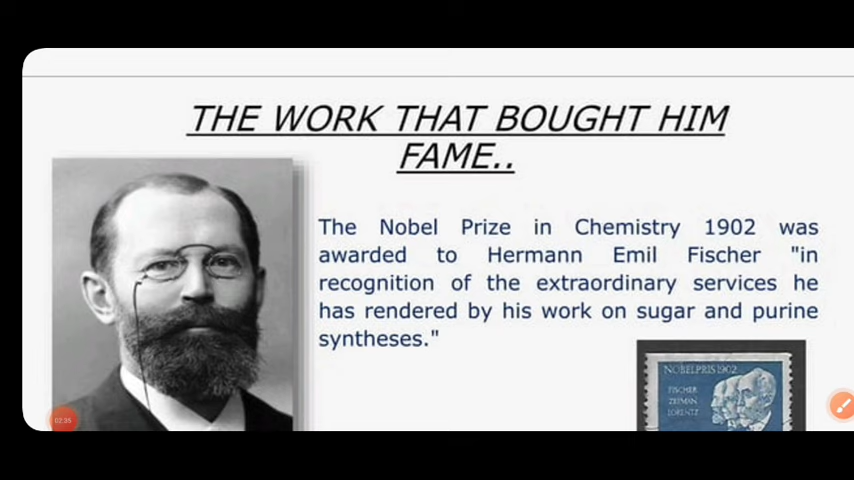 THE WORK THAT BOUGHT HIM
FAME..
The Nobel Prize in Chemistry 1902 was
awarded to Hermann Emil Fischer "in
recognition of the extraordinary services he
has rendered by his work on sugar and purine
syntheses."
NOBELPRIS 1902
FISCHER
ZEEMAN
LORENTZ
02:35